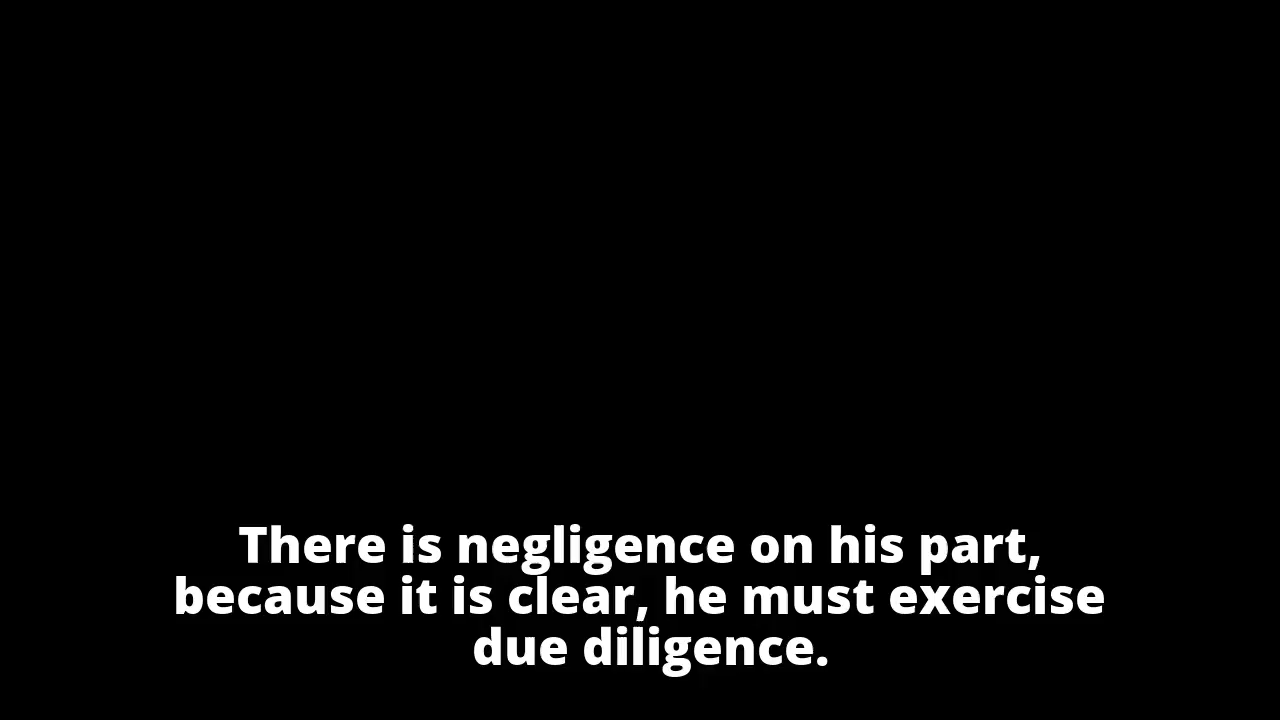 There is negligence on his part,
because it is clear, he must exercise
due diligence.